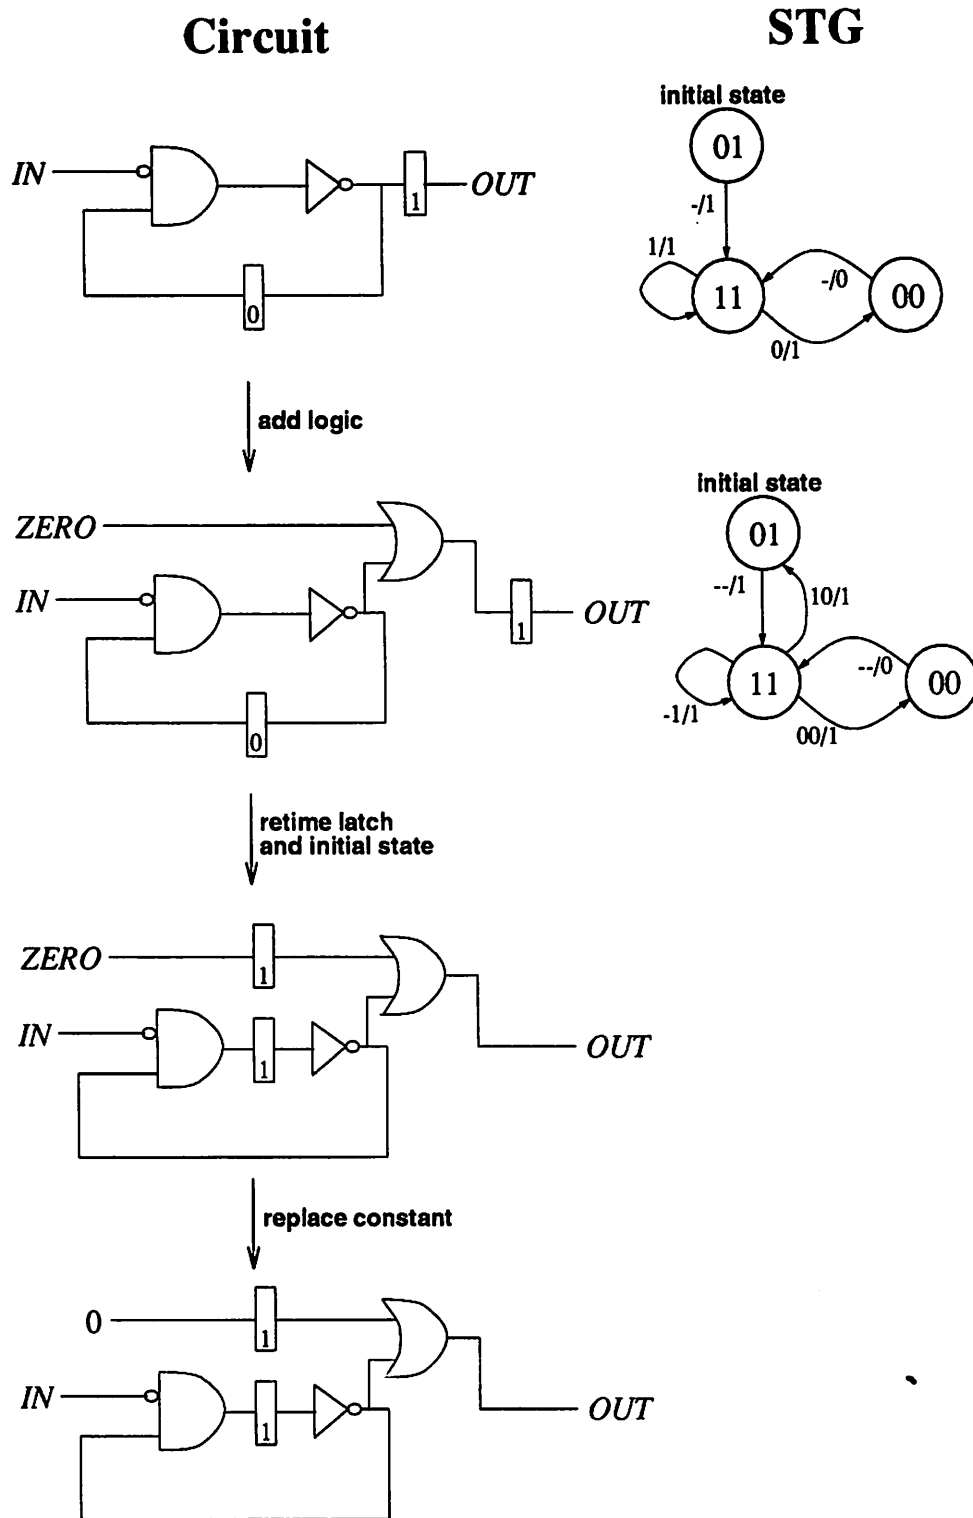 Circuit
STG
initial state
01
IN
1
OUT
-/1
1/1
11
-/0
00
0
0/1
add logic
initial state
ZERO
01
--/1
10/1
IN
1
OUT
11
--/0
00
-1/1
00/1
0
retime latch
and initial state
ZERO
1
IN
1
OUT
replace constant
0
1
IN
1
OUT